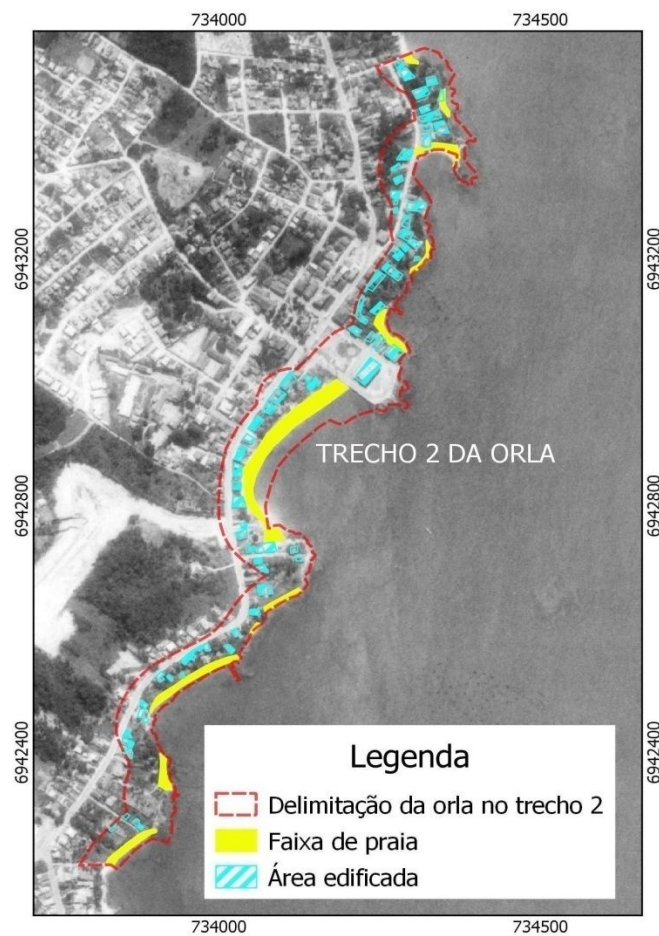 734000 734500
6943200 6943200
TRECHO 2 DA ORLA
6942800 6942800
6942400 6942400
Legenda
Delimitação da orla no trecho 2
Faixa de praia
Área edificada
734000 734500